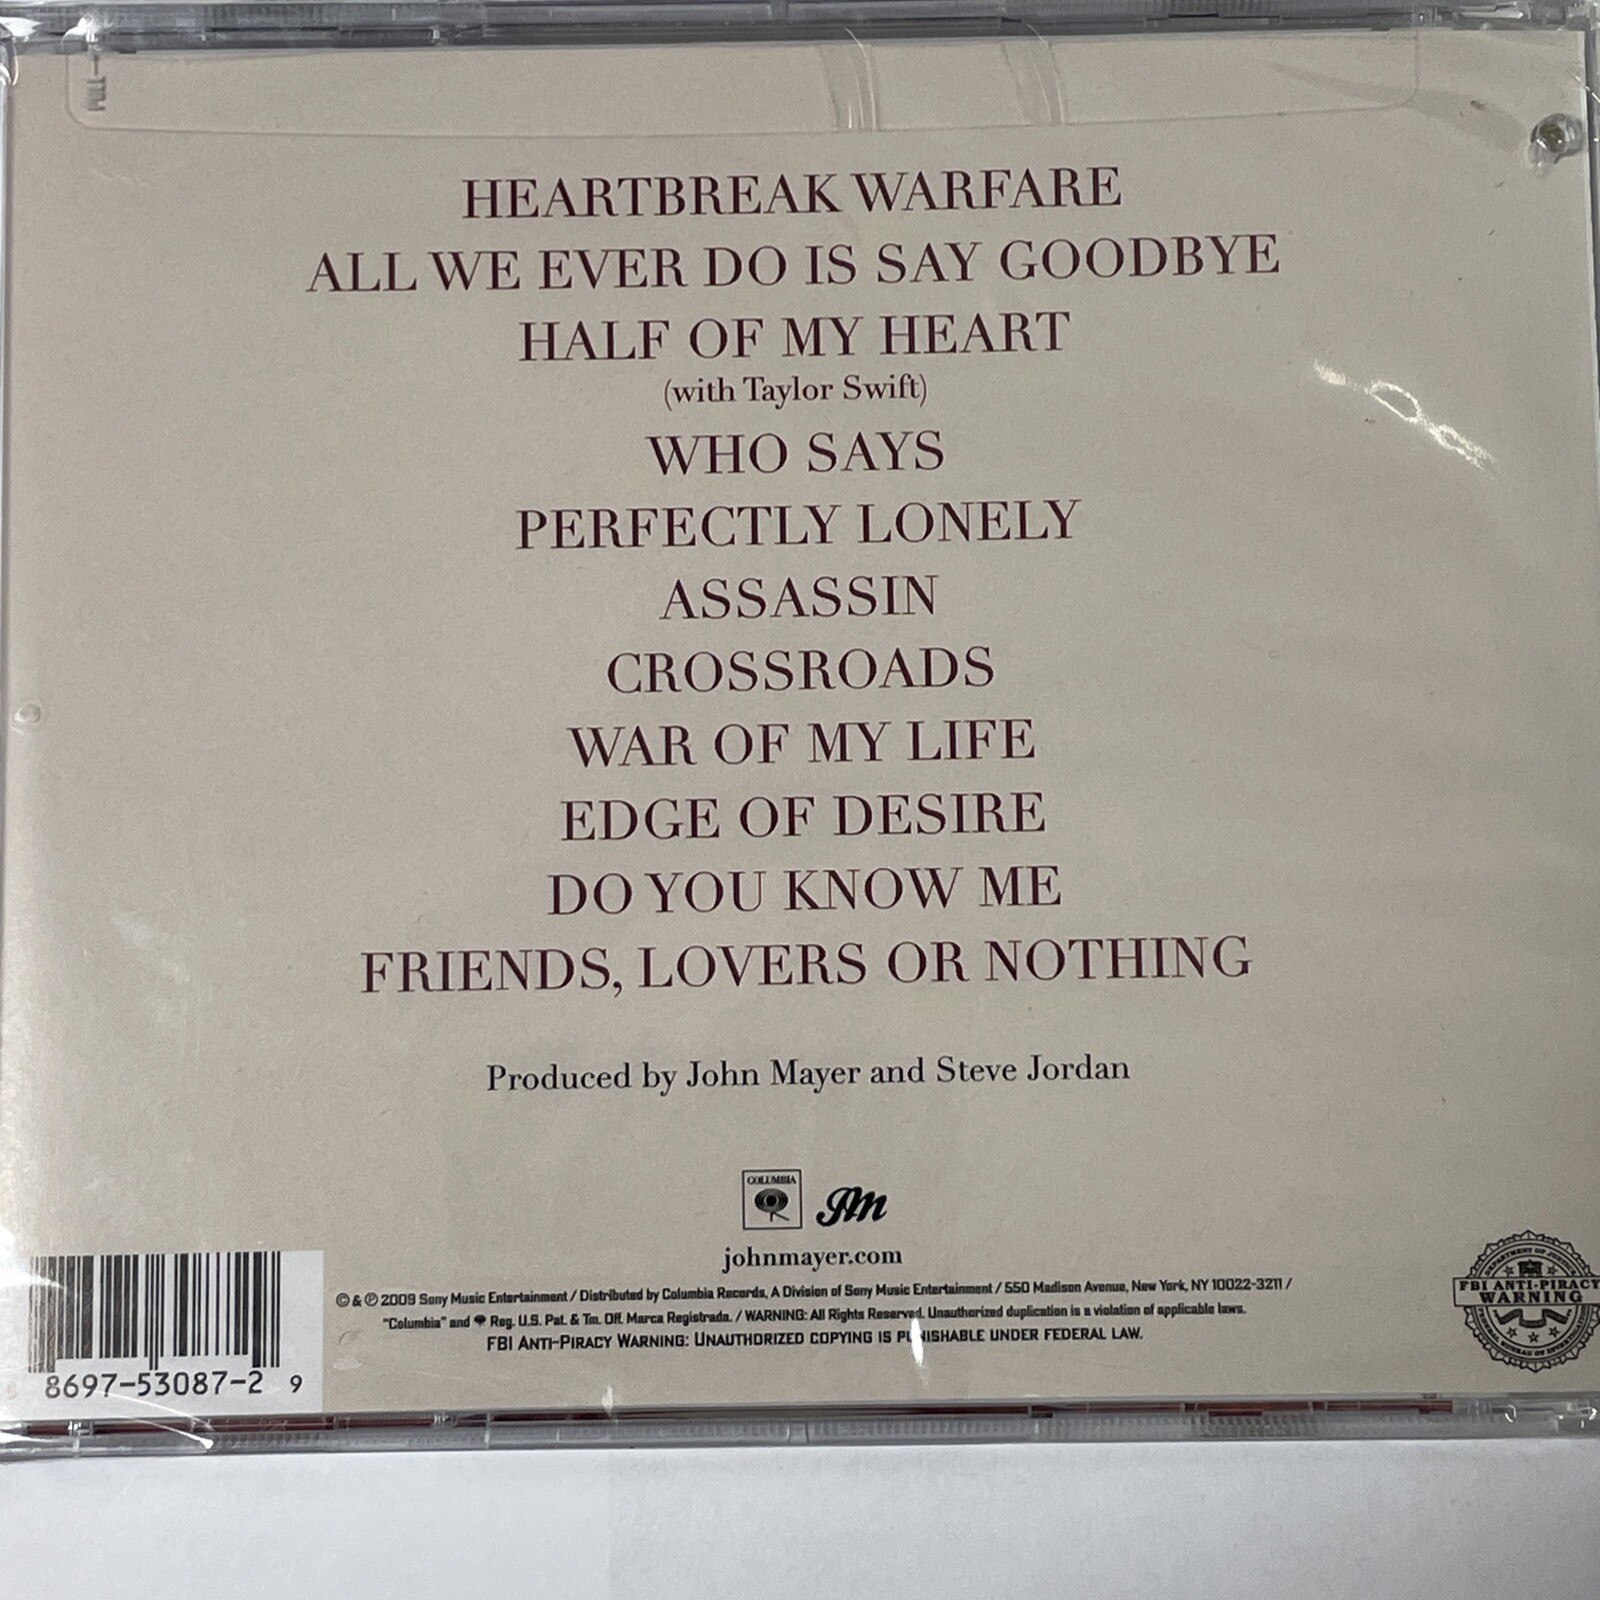 HEARTBREAK WARFARE
ALL WE EVER DO IS SAY GOODBYE
HALF OF MY HEART
(with Taylor Swift)
WHO SAYS
PERFECTLY LONELY
ASSASSIN
CROSSROADS
WAR OF MY LIFE
EDGE OF DESIRE
DO YOU KNOW ME
FRIENDS, LOVERS OR NOTHING
Produced by John Mayer and Steve Jordan
COLUMBIA
JM
johnmayer.com
© & ℗ 2009 Sony Music Entertainment / Distributed by Columbia Records, A Division of Sony Music Entertainment / 550 Madison Avenue, New York, NY 10022-3211 /
"Columbia" and Reg. U.S. Pat. & Tm. Off. Marca Registrada. / WARNING: All Rights Reserved. Unauthorized duplication is a violation of applicable laws.
FBI ANTI-PIRACY WARNING: UNAUTHORIZED COPYING IS PUNISHABLE UNDER FEDERAL LAW.
8697-53087-2 9
FBI ANTI-PIRACY
WARNING